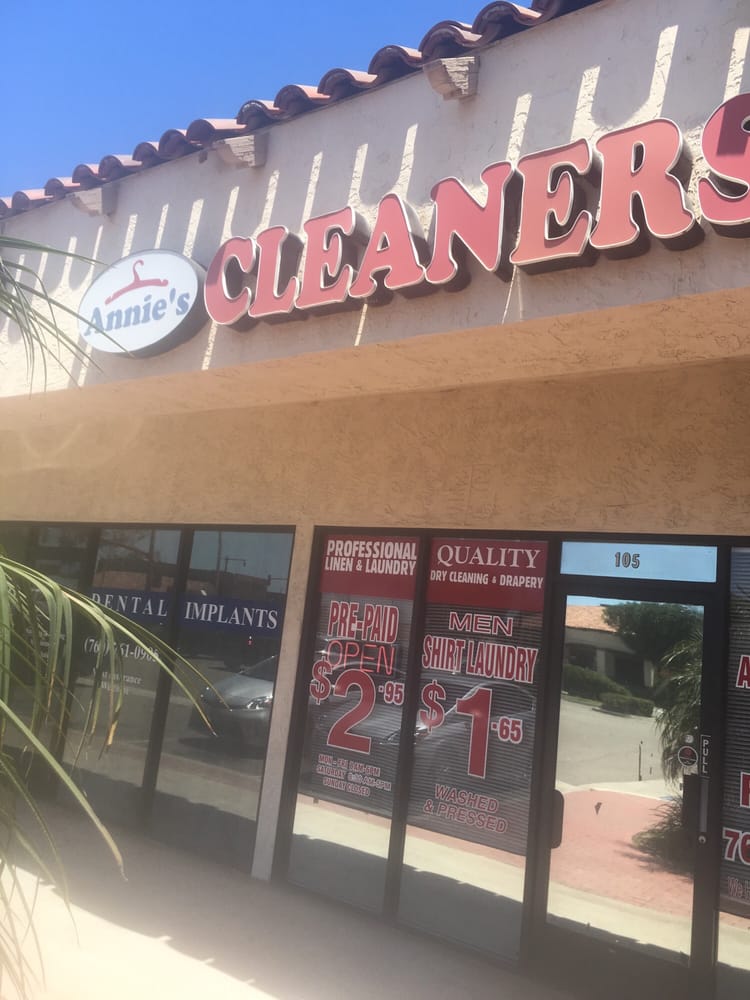 Annie's
CLEANERS
DENTAL IMPLANTS
PROFESSIONAL
LINEN & LAUNDRY
PRE-PAID
OPEN
$2.95
SUNDAY CLOSED
QUALITY
DRY CLEANING & DRAPERY
MEN
SHIRT LAUNDRY
$1.65
WASHED
& PRESSED
105
PULL